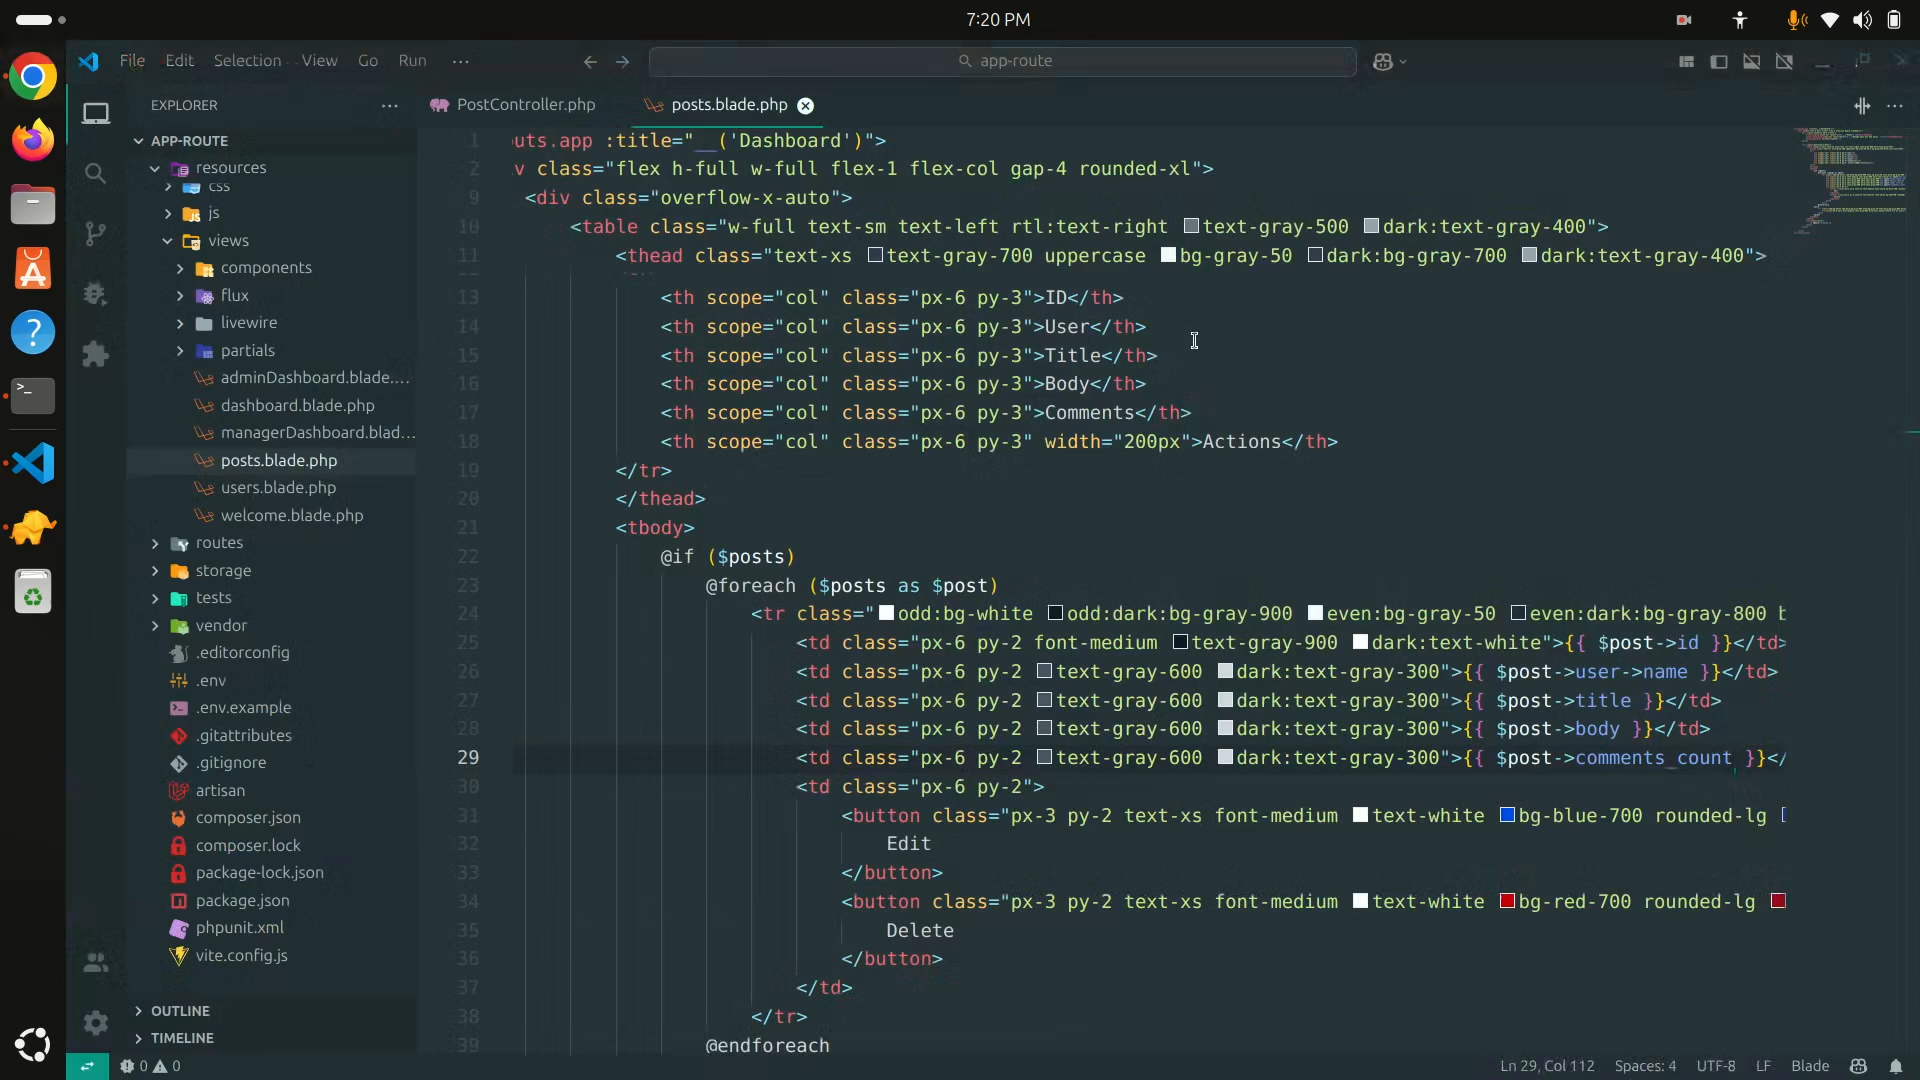 7:20 PM
File Edit Selection View Go Run ...
app-route
EXPLORER
PostController.php
posts.blade.php
APP-ROUTE
resources
css
js
views
components
flux
livewire
partials
adminDashboard.blade....
dashboard.blade.php
managerDashboard.blad...
posts.blade.php
users.blade.php
welcome.blade.php
routes
storage
tests
vendor
.editorconfig
.env
.env.example
.gitattributes
.gitignore
artisan
composer.json
composer.lock
package-lock.json
package.json
phpunit.xml
vite.config.js
OUTLINE
TIMELINE
1 uts.app :title="__('Dashboard')">
2 v class="flex h-full w-full flex-1 flex-col gap-4 rounded-xl">
9 <div class="overflow-x-auto">
10 <table class="w-full text-sm text-left rtl:text-right text-gray-500 dark:text-gray-400">
11 <thead class="text-xs text-gray-700 uppercase bg-gray-50 dark:bg-gray-700 dark:text-gray-400">
13 <th scope="col" class="px-6 py-3">ID</th>
14 <th scope="col" class="px-6 py-3">User</th>
15 <th scope="col" class="px-6 py-3">Title</th>
16 <th scope="col" class="px-6 py-3">Body</th>
17 <th scope="col" class="px-6 py-3">Comments</th>
18 <th scope="col" class="px-6 py-3" width="200px">Actions</th>
19 </tr>
20 </thead>
21 <tbody>
22 @if ($posts)
23 @foreach ($posts as $post)
24 <tr class="odd:bg-white odd:dark:bg-gray-900 even:bg-gray-50 even:dark:bg-gray-800 b
25 <td class="px-6 py-2 font-medium text-gray-900 dark:text-white">{{ $post->id }}</td>
26 <td class="px-6 py-2 text-gray-600 dark:text-gray-300">{{ $post->user->name }}</td>
27 <td class="px-6 py-2 text-gray-600 dark:text-gray-300">{{ $post->title }}</td>
28 <td class="px-6 py-2 text-gray-600 dark:text-gray-300">{{ $post->body }}</td>
29 <td class="px-6 py-2 text-gray-600 dark:text-gray-300">{{ $post->comments_count }}</
30 <td class="px-6 py-2">
31 <button class="px-3 py-2 text-xs font-medium text-white bg-blue-700 rounded-lg
32 Edit
33 </button>
34 <button class="px-3 py-2 text-xs font-medium text-white bg-red-700 rounded-lg
35 Delete
36 </button>
37 </td>
38 </tr>
39 @endforeach
0 0
Ln 29, Col 112 Spaces: 4 UTF-8 LF Blade